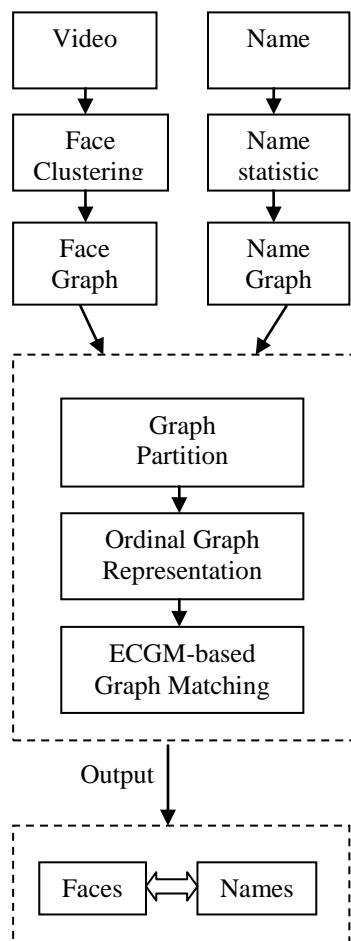 Video
Name
Face
Clustering
Name
statistic
Face
Graph
Name
Graph
Graph
Partition
Ordinal Graph
Representation
ECGM-based
Graph Matching
Output
Faces
Names